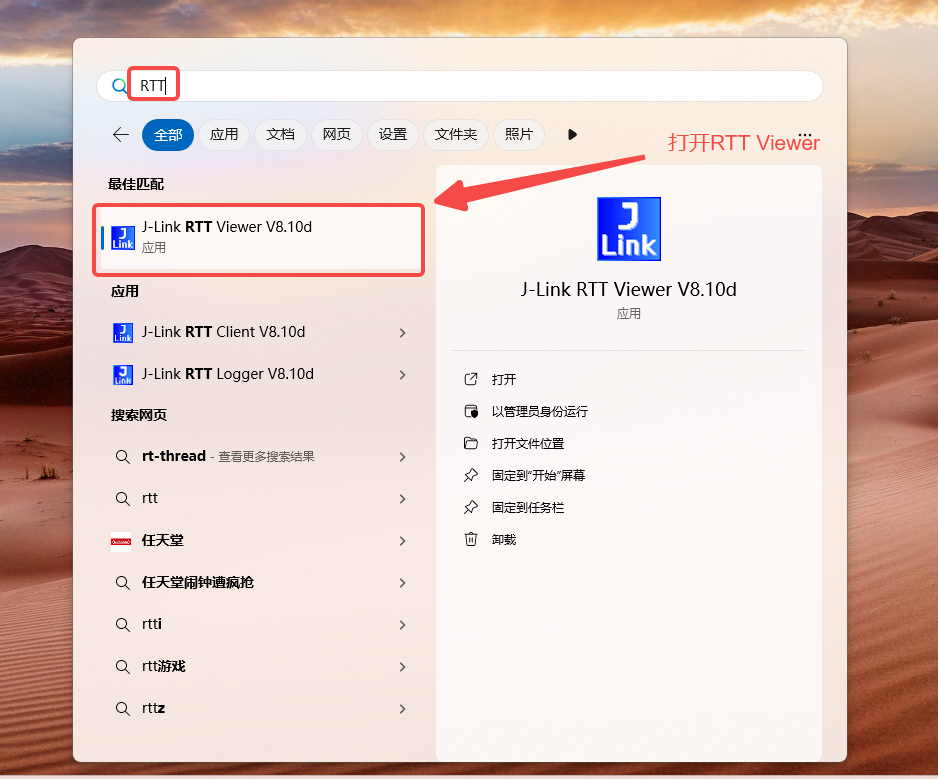 RTT
全部
应用
文档
网页
设置
文件夹
照片
打开RTT Viewer
最佳匹配
J-Link RTT Viewer V8.10d
应用
应用
J-Link RTT Client V8.10d
J-Link RTT Logger V8.10d
搜索网页
rt-thread - 查看更多搜索结果
rtt
任天堂
任天堂闹钟遭疯抢
rtti
rtt游戏
rttz
J Link
J-Link RTT Viewer V8.10d
应用
打开
以管理员身份运行
打开文件位置
固定到"开始"屏幕
固定到任务栏
卸载